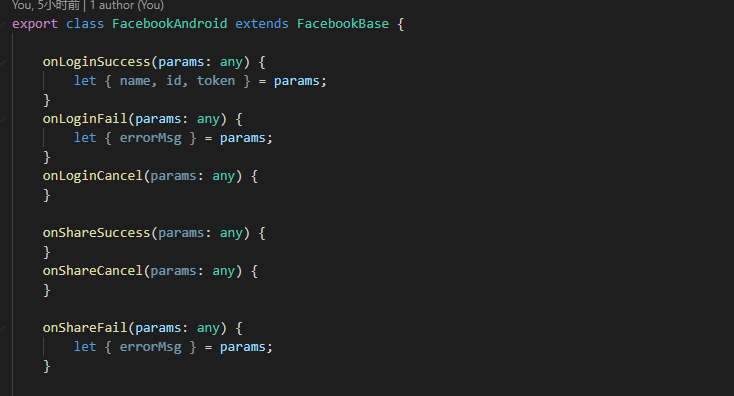 You, 5小时前 | 1 author (You)
export class FacebookAndroid extends FacebookBase {
onLoginSuccess(params: any) {
let { name, id, token } = params;
}
onLoginFail(params: any) {
let { errorMsg } = params;
}
onLoginCancel(params: any) {
}
onShareSuccess(params: any) {
}
onShareCancel(params: any) {
}
onShareFail(params: any) {
let { errorMsg } = params;
}